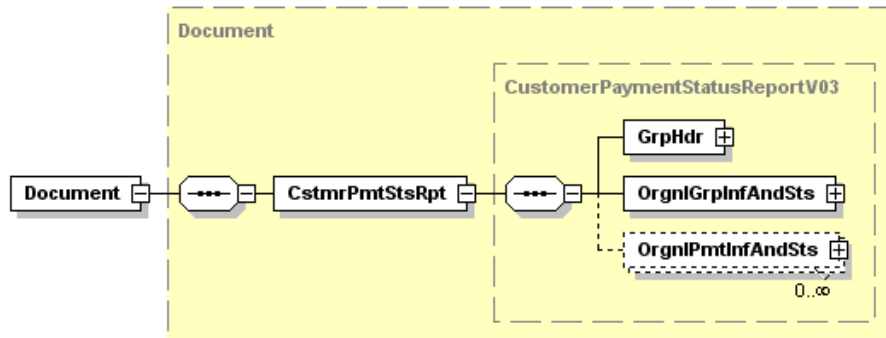 Document
CustomerPaymentStatusReportV03
GrpHdr
Document
CstmrPmtStsRpt
OrgnlGrpInfAndSts
OrgnlPmtInfAndSts
0..∞